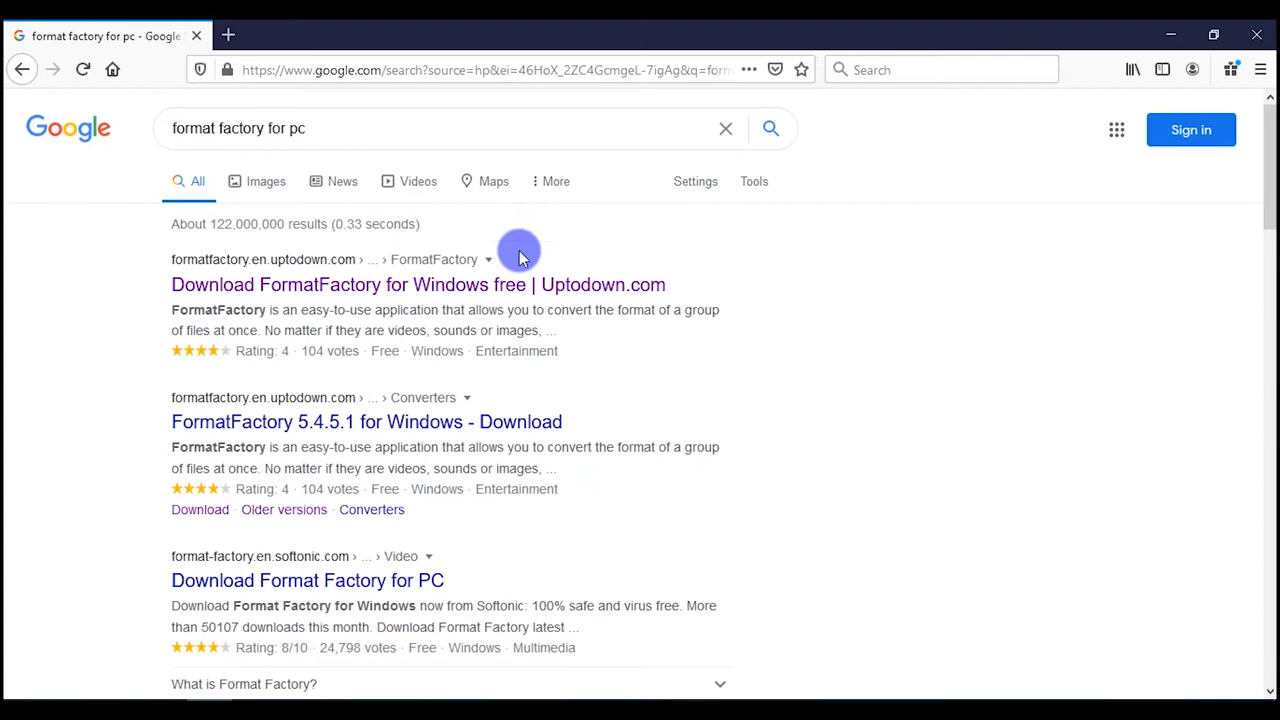 format factory for pc - Google
https://www.google.com/search?source=hp&ei=46HoX_2ZC4GcmgeL-7igAg&q=form
Search
Google
format factory for pc
Sign in
All
Images
News
Videos
Maps
More
Settings
Tools
About 122,000,000 results (0.33 seconds)
formatfactory.en.uptodown.com › ... › FormatFactory
Download FormatFactory for Windows free | Uptodown.com
FormatFactory is an easy-to-use application that allows you to convert the format of a group
of files at once. No matter if they are videos, sounds or images, ...
Rating: 4 · 104 votes · Free · Windows · Entertainment
formatfactory.en.uptodown.com › ... › Converters
FormatFactory 5.4.5.1 for Windows - Download
FormatFactory is an easy-to-use application that allows you to convert the format of a group
of files at once. No matter if they are videos, sounds or images, ...
Rating: 4 · 104 votes · Free · Windows · Entertainment
Download · Older versions · Converters
format-factory.en.softonic.com › ... › Video
Download Format Factory for PC
Download Format Factory for Windows now from Softonic: 100% safe and virus free. More
than 50107 downloads this month. Download Format Factory latest ...
Rating: 8/10 · 24,798 votes · Free · Windows · Multimedia
What is Format Factory?